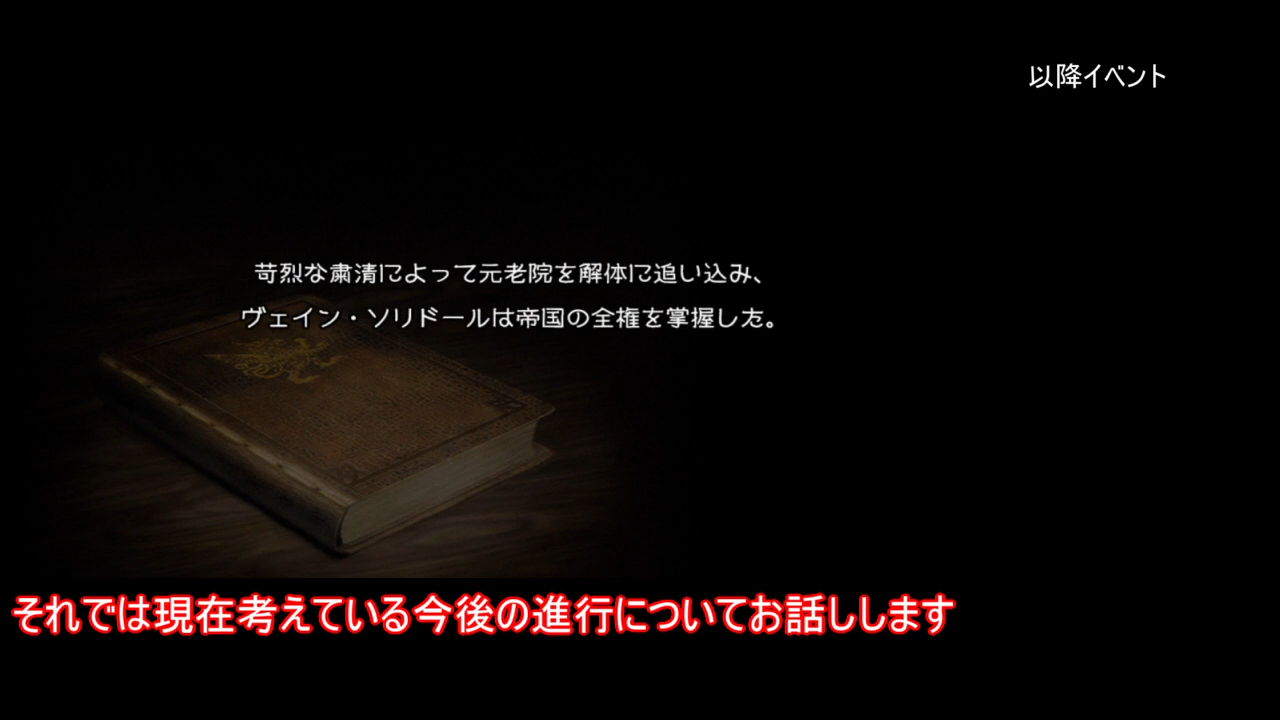 以降イベント
苛烈な粛清によって元老院を解体に追い込み、
ヴェイン・ソリドールは帝国の全権を掌握した。
それでは現在考えている今後の進行についてお話しします